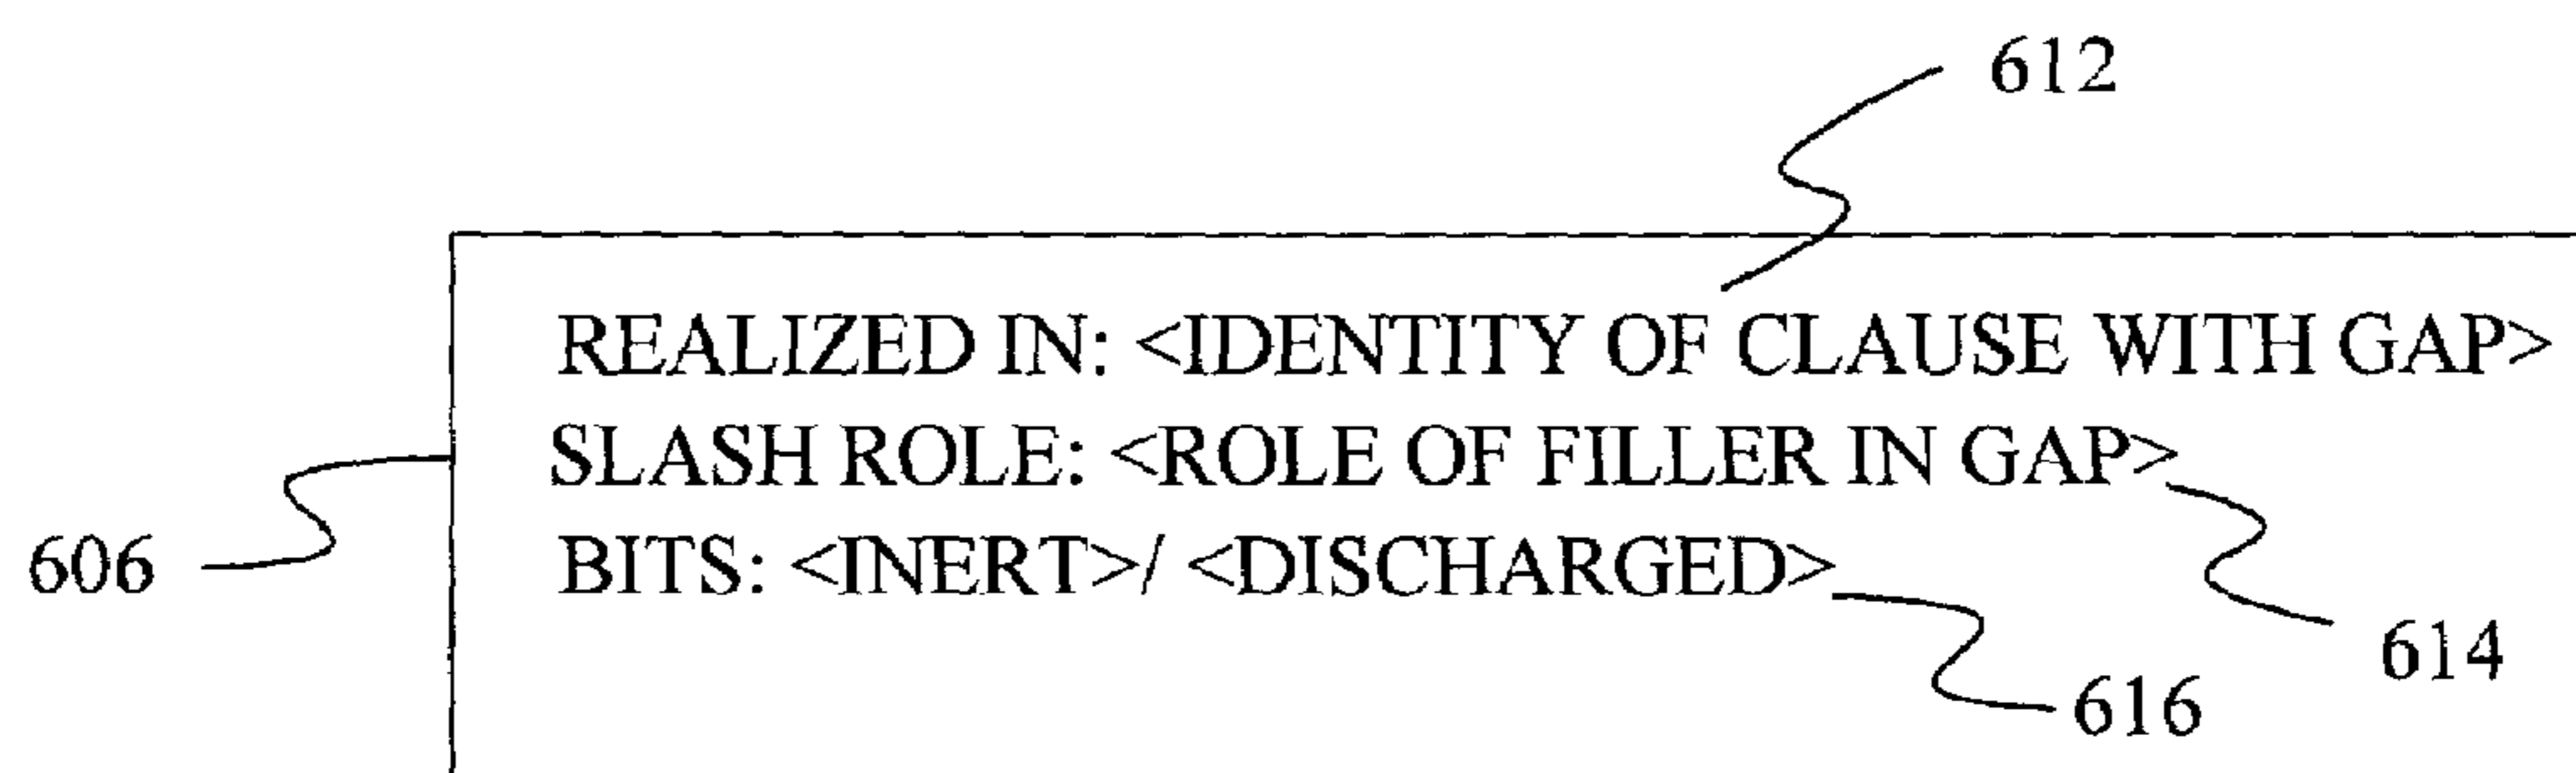 612
REALIZED IN: <IDENTITY OF CLAUSE WITH GAP>
SLASH ROLE: <ROLE OF FILLER IN GAP>
BITS: <INERT>/ <DISCHARGED>
606
614
616